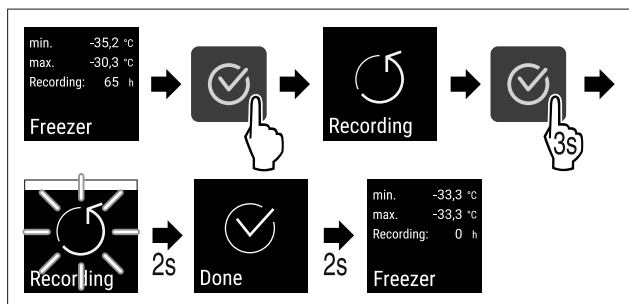 min. -35,2 °C
max. -30,3 °C
Recording: 65 h
Freezer
Recording
3s
Recording
2s
Done
2s
min. -33,3 °C
max. -33,3 °C
Recording: 0 h
Freezer